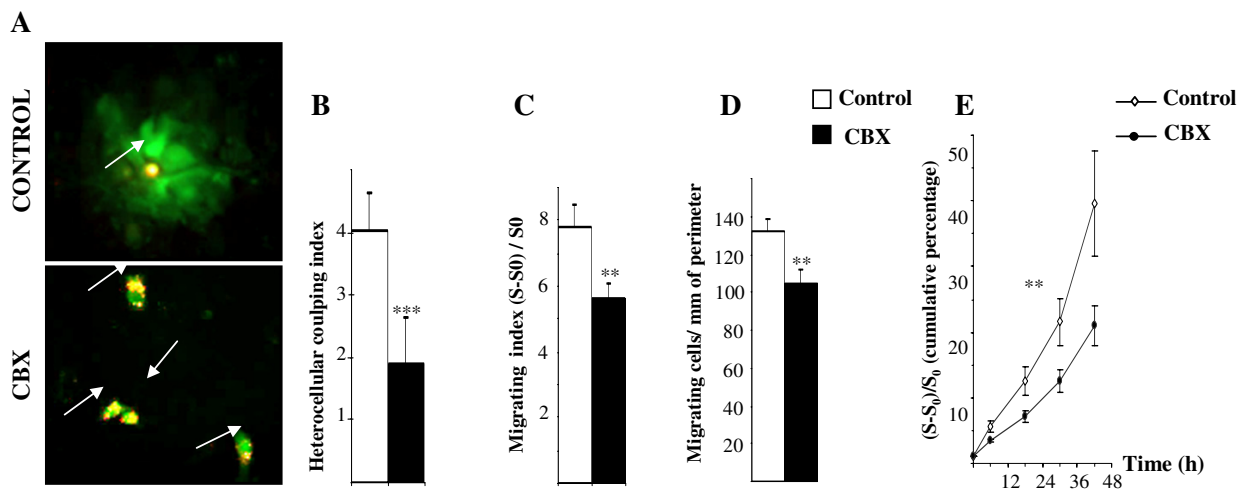 A
CONTROL
CBX
B
Heterocellular coulping index
4
3
2
1
***
C
Migrating index (S-S0) / S0
8
6
4
2
**
D
Control
CBX
Migrating cells/ mm of perimeter
140
120
100
80
60
40
20
**
E
Control
CBX
(S-S₀)/S₀ (cumulative percentage)
50
40
30
20
10
**
12 24 36 48
Time (h)